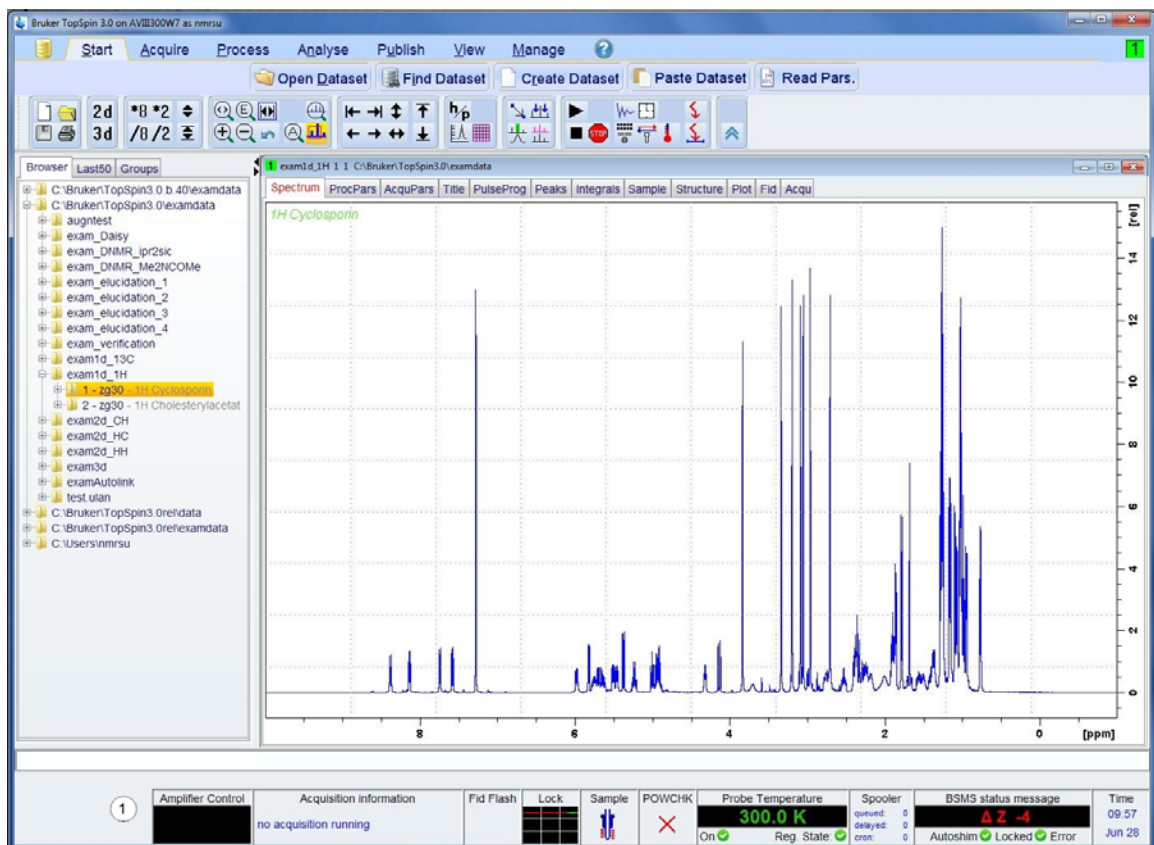 Bruker TopSpin 3.0 on AVIII300W7 as nmrsu
Start Acquire Process Analyse Publish View Manage ? 1
Open Dataset Find Dataset Create Dataset Paste Dataset Read Pars.
2d *8 *2 E h/p
3d /8 /2 A STOP
Browser Last50 Groups
C:\Bruker\TopSpin3.0.b.40\examdata
C:\Bruker\TopSpin3.0\examdata
augntest
exam_Daisy
exam_DNMR_ipr2sic
exam_DNMR_Me2NCOMe
exam_elucidation_1
exam_elucidation_2
exam_elucidation_3
exam_elucidation_4
exam_verification
exam1d_13C
exam1d_1H
1 - zg30 - 1H Cyclosporin
2 - zg30 - 1H Cholesterylacetat
exam2d_CH
exam2d_HC
exam2d_HH
exam3d
examAutolink
test.ulan
C:\Bruker\TopSpin3.0rel\data
C:\Bruker\TopSpin3.0rel\examdata
C:\Users\nmrsu
1 exam1d_1H 1 1 C:\Bruker\TopSpin3.0\examdata
Spectrum ProcPars AcquPars Title PulseProg Peaks Integrals Sample Structure Plot Fid Acqu
1H Cyclosporin
[rel]
14
12
10
8
6
4
2
0
8 6 4 2 0 [ppm]
1
Amplifier Control
Acquisition information
no acquisition running
Fid Flash
Lock
Sample
POWCHK
Probe Temperature
300.0 K
On Reg. State:
Spooler
queued: 0
delayed: 0
cron: 0
BSMS status message
Δ Z -4
Autoshim Locked Error
Time
09:57
Jun 28